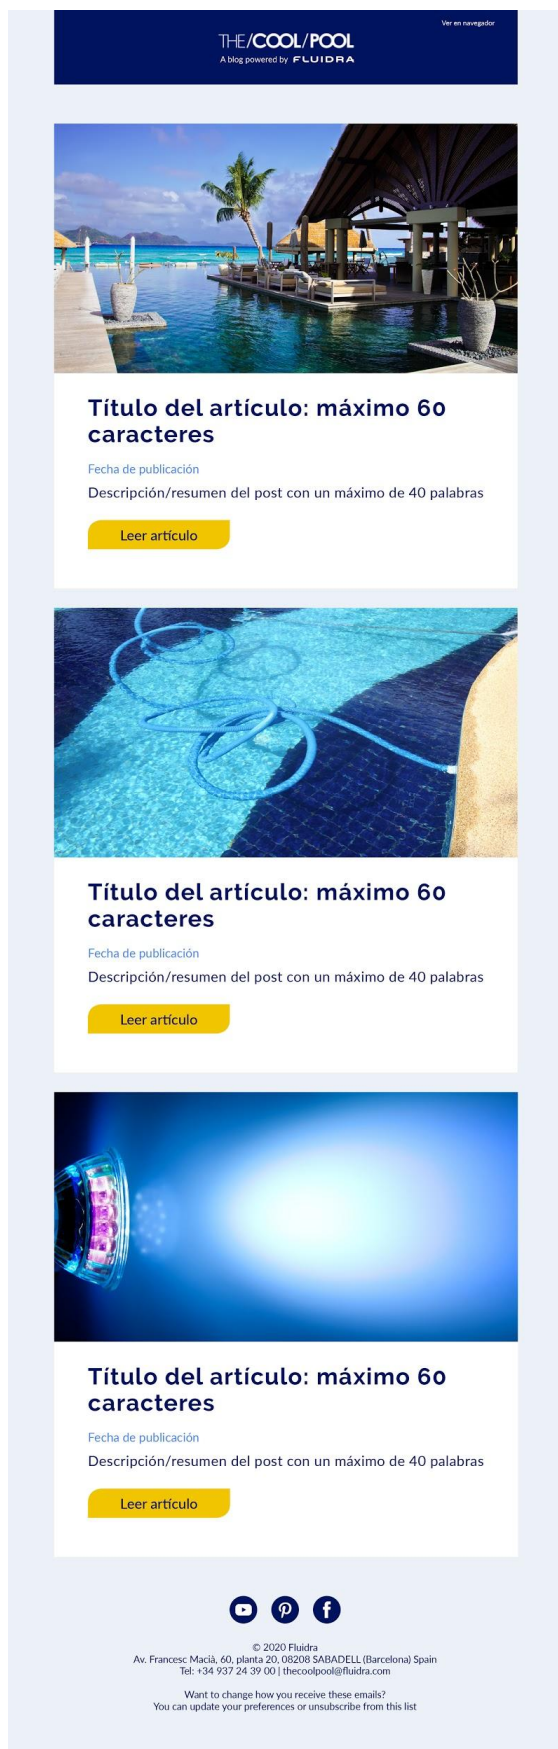 Ver en navegador
THE/COOL/POOL
A blog powered by FLUIDRA
Título del artículo: máximo 60
caracteres
Fecha de publicación
Descripción/resumen del post con un máximo de 40 palabras
Leer artículo
Título del artículo: máximo 60
caracteres
Fecha de publicación
Descripción/resumen del post con un máximo de 40 palabras
Leer artículo
Título del artículo: máximo 60
caracteres
Fecha de publicación
Descripción/resumen del post con un máximo de 40 palabras
Leer artículo
© 2020 Fluidra
Av. Francesc Macià, 60, planta 20, 08208 SABADELL (Barcelona) Spain
Tel: +34 937 24 39 00 | thecoolpool@fluidra.com
Want to change how you receive these emails?
You can update your preferences or unsubscribe from this list